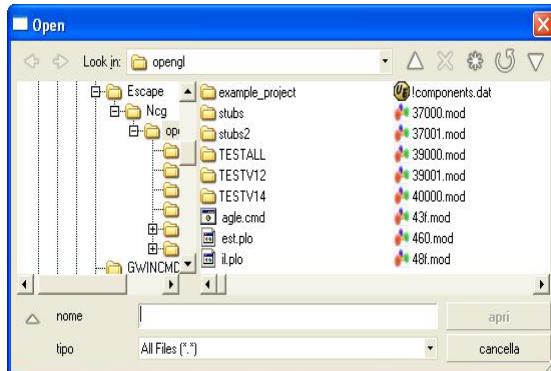 Open
Look in: opengl
Escape
Ncg
GWINCMD
example_project
stubs
stubs2
TESTALL
TESTV12
TESTV14
agle.cmd
est.plo
il.plo
!components.dat
37000.mod
37001.mod
39000.mod
39001.mod
40000.mod
43f.mod
460.mod
48f.mod
nome
apri
tipo All Files (*.*)
cancella